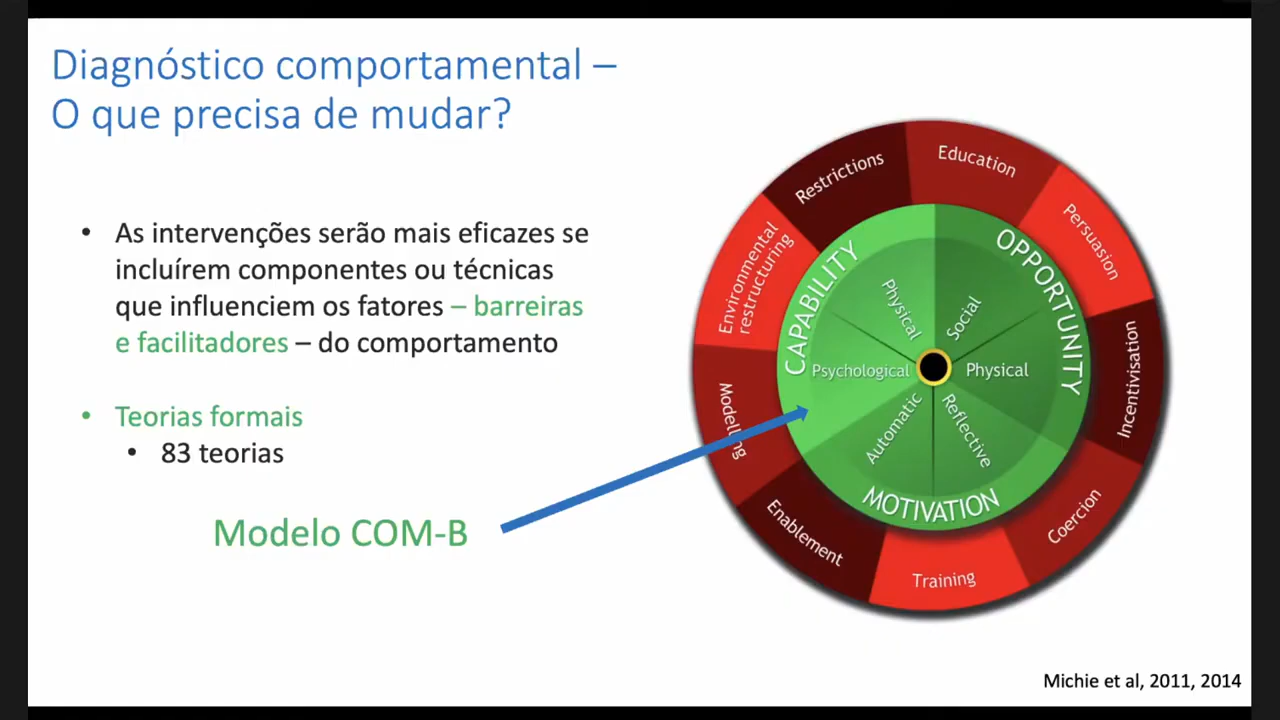 Diagnóstico comportamental –
O que precisa de mudar?
• As intervenções serão mais eficazes se
incluírem componentes ou técnicas
que influenciem os fatores – barreiras
e facilitadores – do comportamento
• Teorias formais
• 83 teorias
Modelo COM-B
Restrictions
Education
Persuasion
Incentivisation
Coercion
Training
Enablement
Modelling
Environmental
restructuring
CAPABILITY
OPPORTUNITY
MOTIVATION
Physical
Social
Psychological
Physical
Automatic
Reflective
Michie et al, 2011, 2014